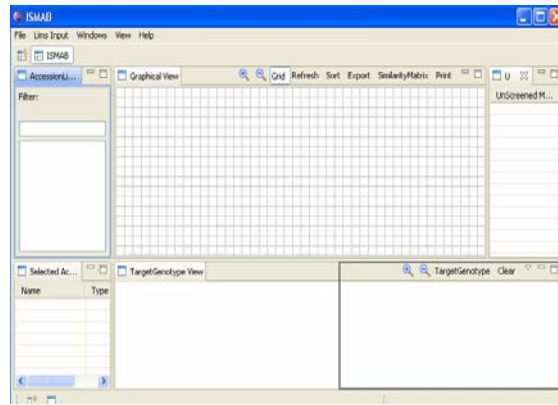 ISMAB
File Lims Input Windows View Help
ISMAB
AccessionLi... Graphical View Grid Refresh Sort Export SimilarityMatrix Print U
Filter: UnScreened M...
Selected Ac... TargetGenotype View TargetGenotype Clear
Name Type